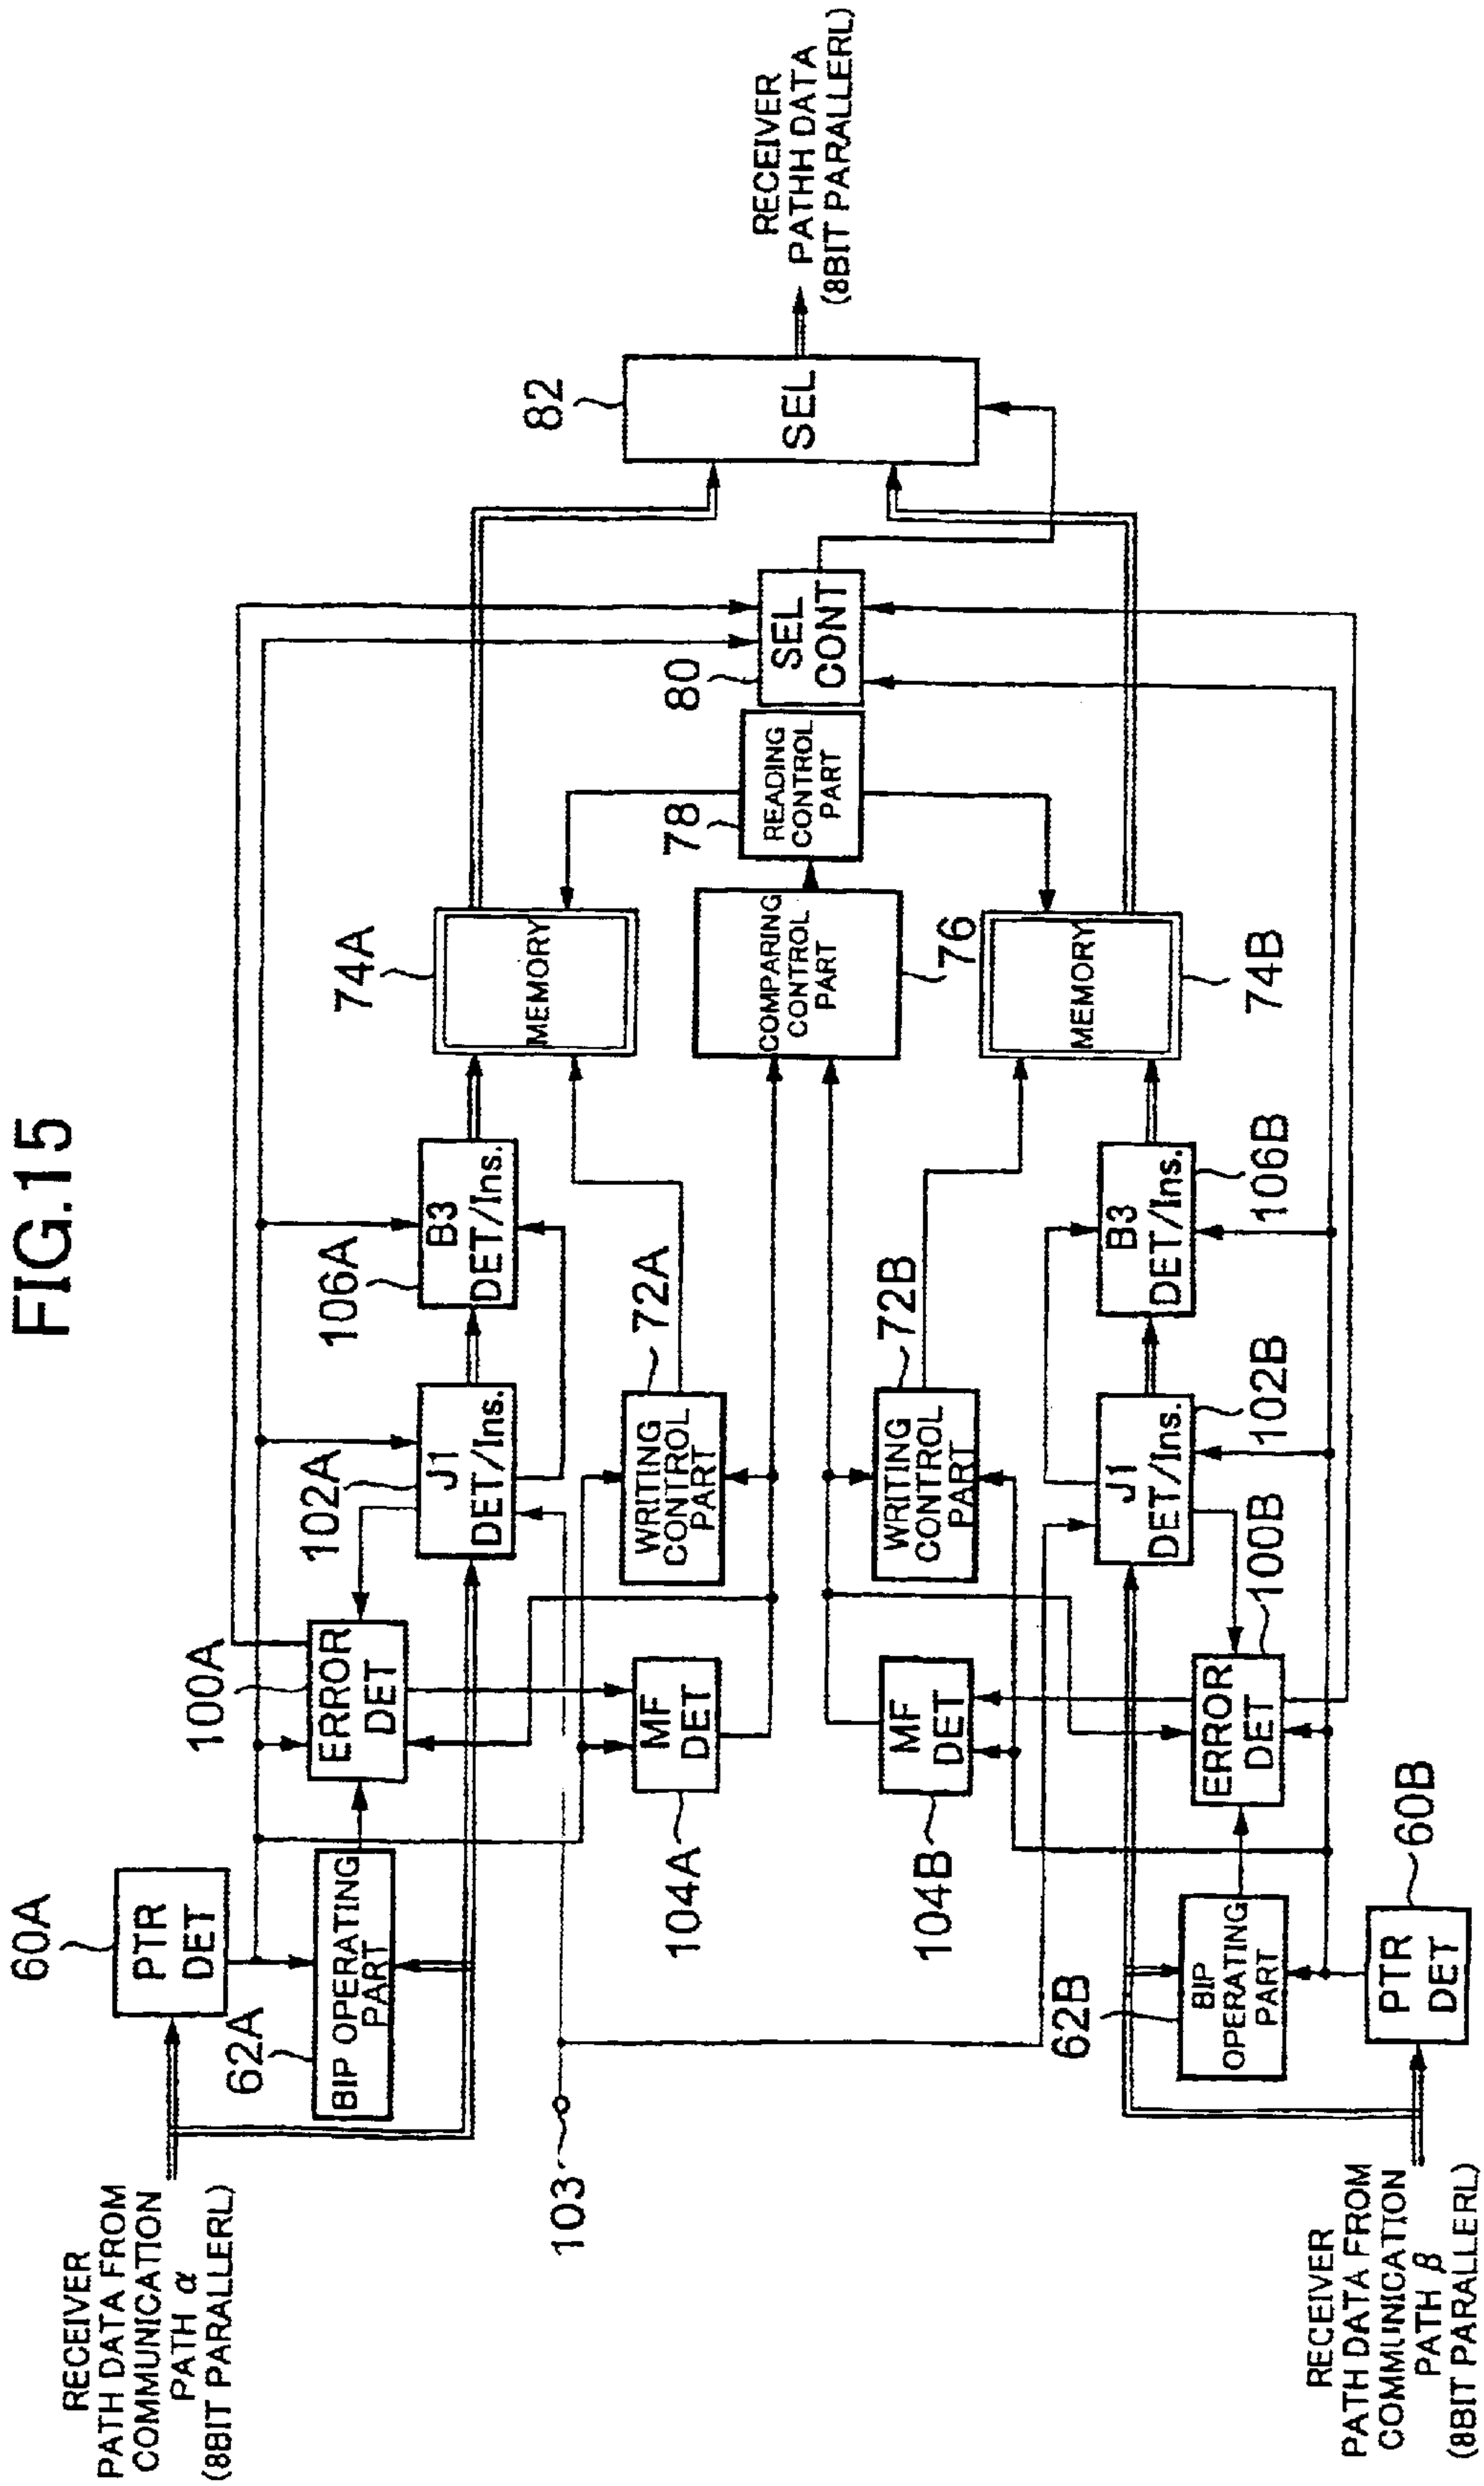 FIG.15
RECEIVER
PATH DATA FROM
COMMUNICATION
PATH α
(8BIT PARALLERL)
60A
PTR
DET
62A
BIP OPERATING
PART
100A
ERROR
DET
102A
J1
DET/Ins.
106A
B3
DET/Ins.
74A
MEMORY
103
104A
MF
DET
72A
WRITING
CONTROL
PART
COMPARING
CONTROL
PART
76
78
READING
CONTROL
PART
80
SEL
CONT
82
SEL
RECEIVER
PATHH DATA
(8BIT PARALLERL)
104B
MF
DET
72B
WRITING
CONTROL
PART
MEMORY
74B
62B
BIP
OPERATING
PART
ERROR
DET
100B
J1
DET/Ins.
102B
B3
DET/Ins.
106B
PTR
DET
60B
RECEIVER
PATH DATA FROM
COMMUNICATION
PATH β
(8BIT PARALLERL)